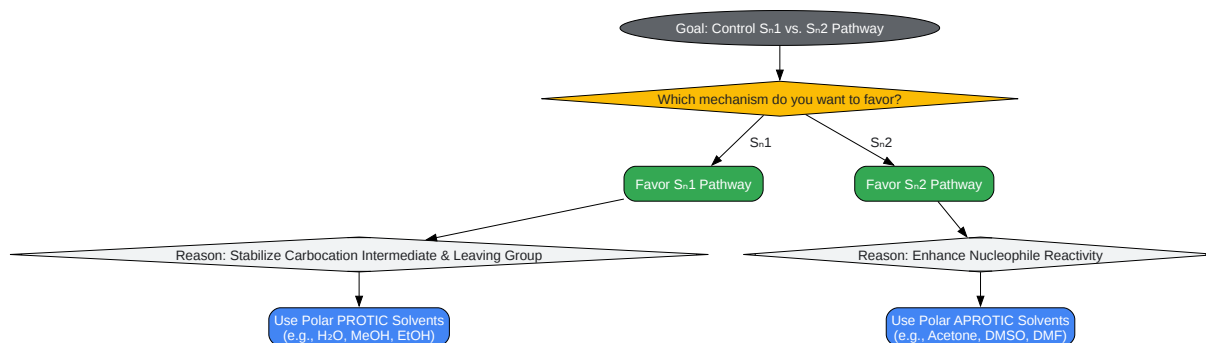 Goal: Control Sₙ1 vs. Sₙ2 Pathway
Which mechanism do you want to favor?
Sₙ1
Sₙ2
Favor Sₙ1 Pathway
Favor Sₙ2 Pathway
Reason: Stabilize Carbocation Intermediate & Leaving Group
Reason: Enhance Nucleophile Reactivity
Use Polar PROTIC Solvents
(e.g., H₂O, MeOH, EtOH)
Use Polar APROTIC Solvents
(e.g., Acetone, DMSO, DMF)